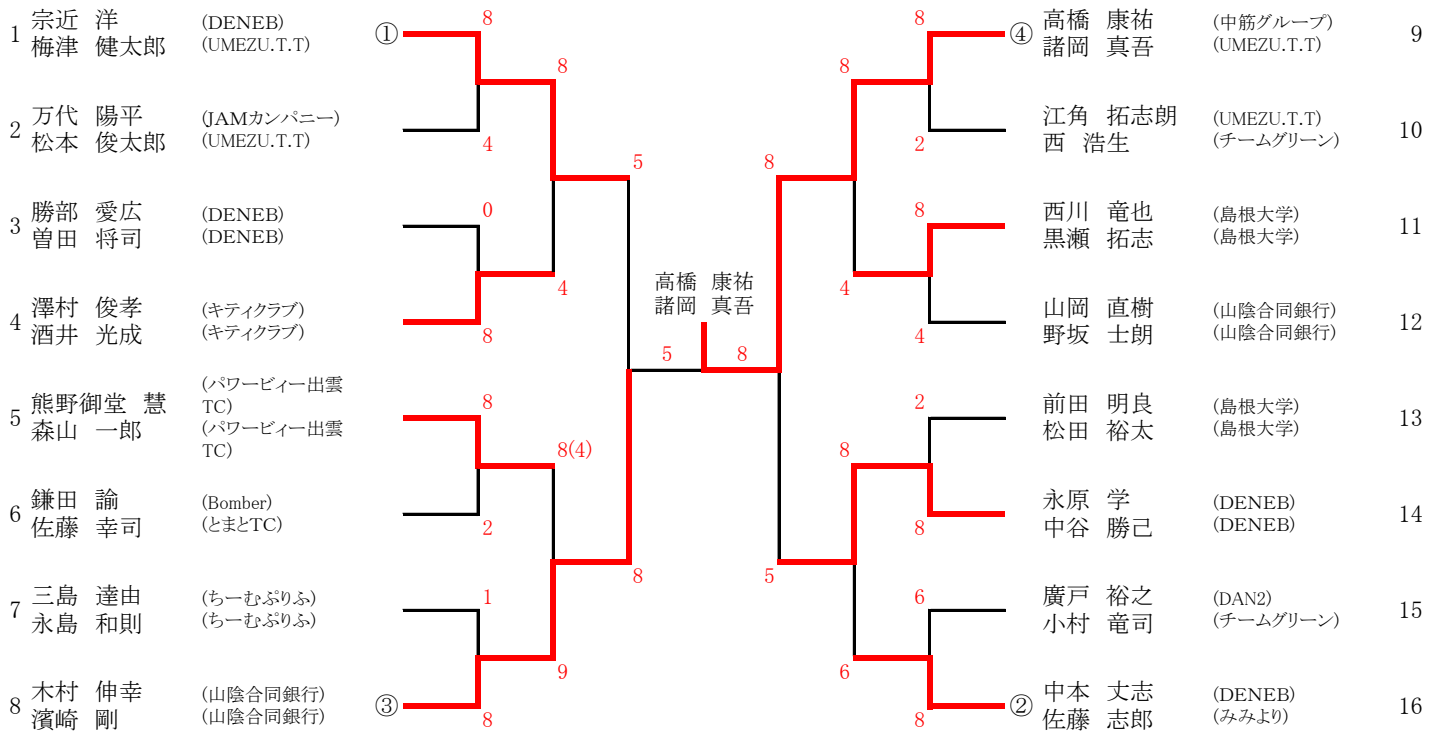 1 宗近 洋 (DENEB) ①
梅津 健太郎 (UMEZU.T.T)
8
8
2 万代 陽平 (JAMカンパニー)
松本 俊太郎 (UMEZU.T.T)
4
5
3 勝部 愛広 (DENEB)
曽田 将司 (DENEB)
0
4
4 澤村 俊孝 (キティクラブ)
酒井 光成 (キティクラブ)
8
高橋 康祐
諸岡 真吾
5 8
5 熊野御堂 慧 (パワービィー出雲
TC)
森山 一郎 (パワービィー出雲
TC)
8
8(4)
6 鎌田 諭 (Bomber)
佐藤 幸司 (とまとTC)
2
8
7 三島 達由 (ちーむぷりふ)
永島 和則 (ちーむぷりふ)
1
9
8 木村 伸幸 (山陰合同銀行) ③
濱崎 剛 (山陰合同銀行)
8
8
④ 高橋 康祐 (中筋グループ) 9
諸岡 真吾 (UMEZU.T.T)
8
江角 拓志朗 (UMEZU.T.T) 10
西 浩生 (チームグリーン)
2
8
8
西川 竜也 (島根大学) 11
黒瀬 拓志 (島根大学)
4
山岡 直樹 (山陰合同銀行) 12
野坂 士朗 (山陰合同銀行)
4
2
前田 明良 (島根大学) 13
松田 裕太 (島根大学)
8
永原 学 (DENEB) 14
中谷 勝己 (DENEB)
8
5
6
廣戸 裕之 (DAN2) 15
小村 竜司 (チームグリーン)
6
② 中本 丈志 (DENEB) 16
佐藤 志郎 (みみより)
8